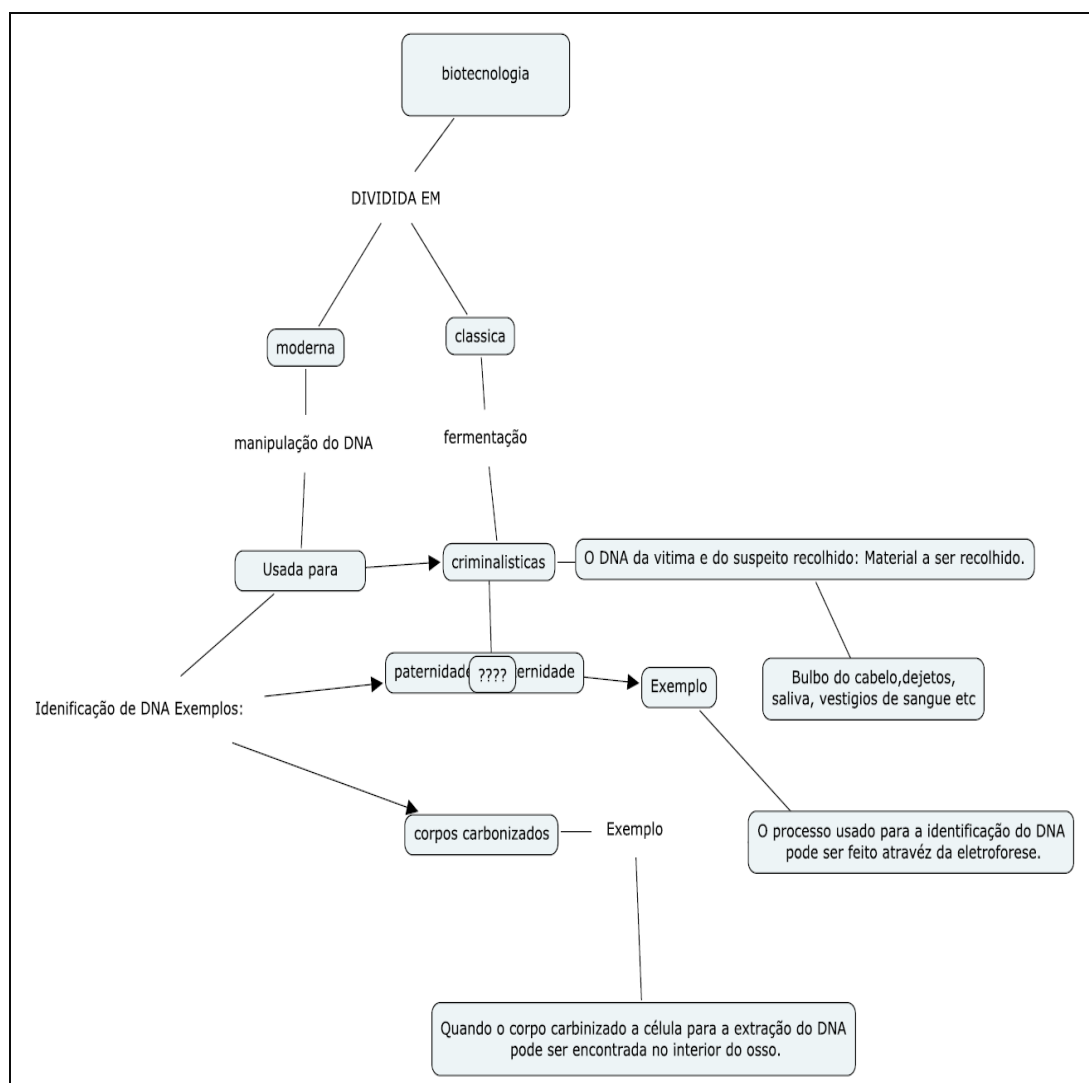 biotecnologia
DIVIDIDA EM
moderna
classica
manipulação do DNA
fermentação
Usada para
criminalisticas
O DNA da vitima e do suspeito recolhido: Material a ser recolhido.
Bulbo do cabelo,dejetos,
saliva, vestigios de sangue etc
paternidade
????
ernidade
Exemplo
Idenificação de DNA Exemplos:
O processo usado para a identificação do DNA
pode ser feito atravéz da eletroforese.
corpos carbonizados
Exemplo
Quando o corpo carbinizado a célula para a extração do DNA
pode ser encontrada no interior do osso.